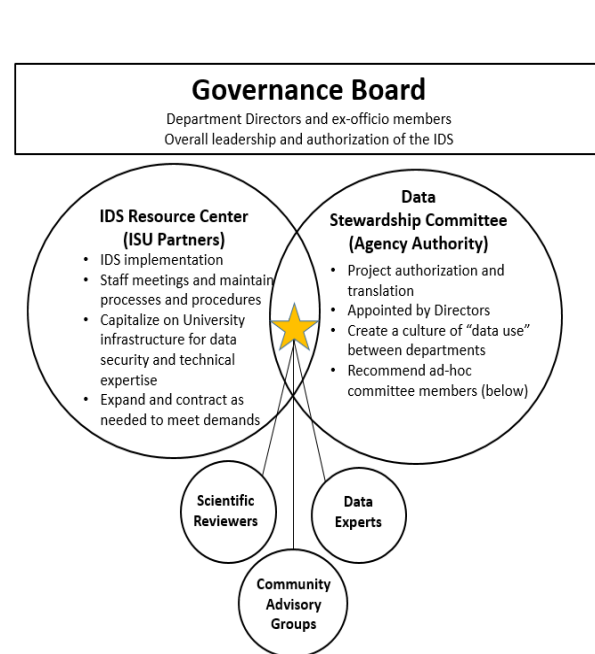 Governance Board
Department Directors and ex-officio members
Overall leadership and authorization of the IDS
IDS Resource Center
(ISU Partners)
• IDS implementation
• Staff meetings and maintain
processes and procedures
• Capitalize on University
infrastructure for data
security and technical
expertise
• Expand and contract as
needed to meet demands
Data
Stewardship Committee
(Agency Authority)
• Project authorization and
translation
• Appointed by Directors
• Create a culture of “data use”
between departments
• Recommend ad-hoc
committee members (below)
Scientific
Reviewers
Data
Experts
Community
Advisory
Groups